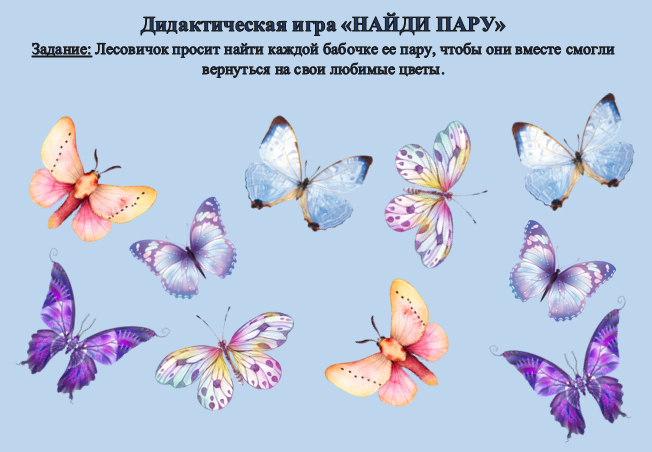 Дидактическая игра «НАЙДИ ПАРУ»
Задание: Лесовичок просит найти каждой бабочке ее пару, чтобы они вместе смогли
вернуться на свои любимые цветы.